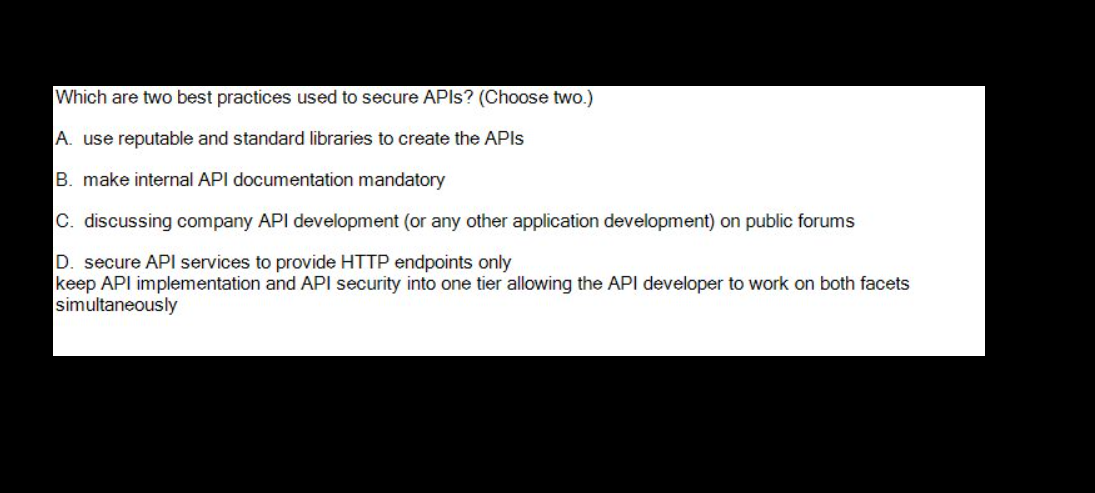 Which are two best practices used to secure APIs? (Choose two.)
A. use reputable and standard libraries to create the APIs
B. make internal API documentation mandatory
C. discussing company API development (or any other application development) on public forums
D. secure API services to provide HTTP endpoints only
keep API implementation and API security into one tier allowing the API developer to work on both facets
simultaneously